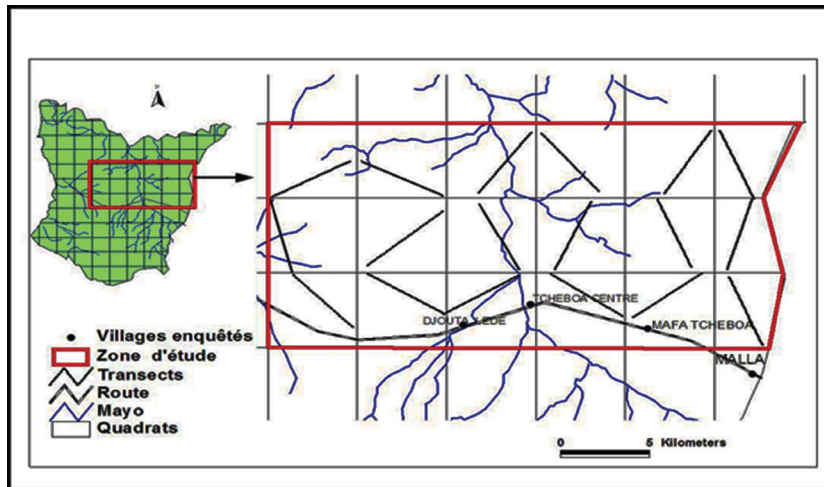 N
DJOUTA LEDE
TCHEBOA CENTRE
MAFA TCHEBOA
MALLA
Villages enquêtés
Zone d'étude
Transects
Route
Mayo
Quadrats
0 5 Kilometers